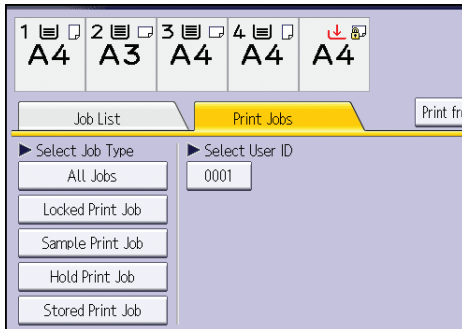 1 2 3 4
A4 A3 A4 A4 A4
Job List Print Jobs Print fr
Select Job Type Select User ID
All Jobs 0001
Locked Print Job
Sample Print Job
Hold Print Job
Stored Print Job